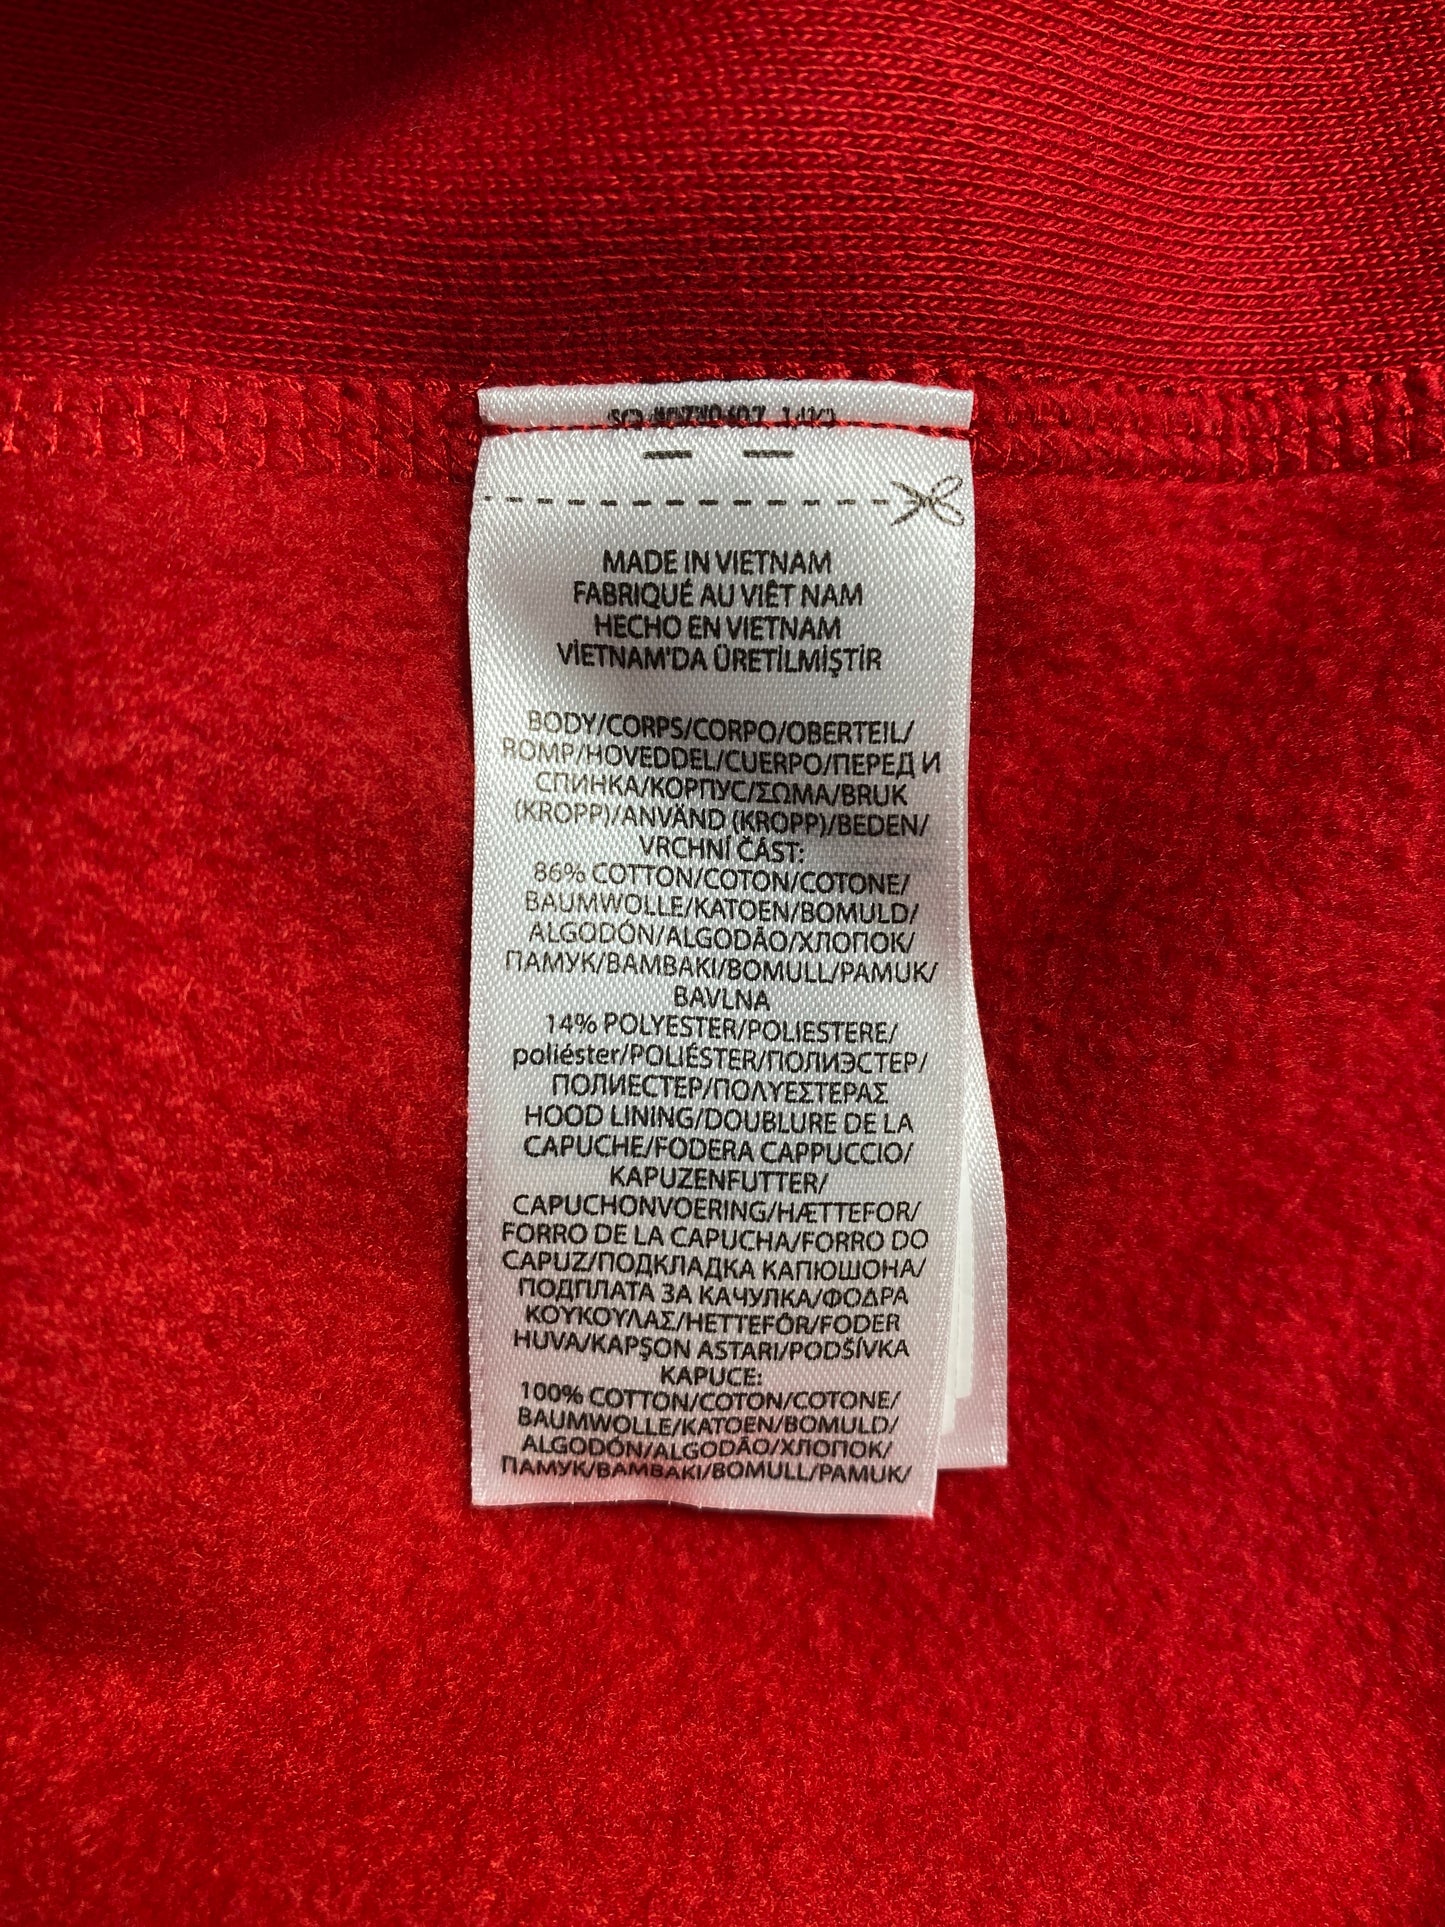 MADE IN VIETNAM
FABRIQUÉ AU VIÊT NAM
HECHO EN VIETNAM
VİETNAM'DA ÜRETİLMİŞTİR
BODY/CORPS/CORPO/OBERTEIL/
ROMP/HOVEDDEL/CUERPO/ПЕРЕД И
СПИНКА/КОРПУС/ΣΩΜΑ/BRUK
(KROPP)/ANVÄND (KROPP)/BEDEN/
VRCHNÍ ČÁST:
86% COTTON/COTON/COTONE/
BAUMWOLLE/KATOEN/BOMULD/
ALGODÓN/ALGODÃO/ХЛОПОК/
ПАМУК/BAMBAKI/BOMULL/PAMUK/
BAVLNA
14% POLYESTER/POLIESTERE/
poliéster/POLIÉSTER/ПОЛИЭСТЕР/
ПОЛИЕСТЕР/ΠΟΛΥΕΣΤΕΡΑΣ
HOOD LINING/DOUBLURE DE LA
CAPUCHE/FODERA CAPPUCCIO/
KAPUZENFUTTER/
CAPUCHONVOERING/HÆTTEFOR/
FORRO DE LA CAPUCHA/FORRO DO
CAPUZ/ПОДКЛАДКА КАПЮШОНА/
ПОДПЛАТА ЗА КАЧУЛКА/ΦΟΔΡΑ
ΚΟΥΚΟΥΛΑΣ/HETTEFÔR/FODER
HUVA/KAPŞON ASTARI/PODŠÍVKA
KAPUCE:
100% COTTON/COTON/COTONE/
BAUMWOLLE/KATOEN/BOMULD/
ALGODÓN/ALGODÃO/ХЛОПОК/
ПАМУК/BAMBAKI/BOMULL/PAMUK/